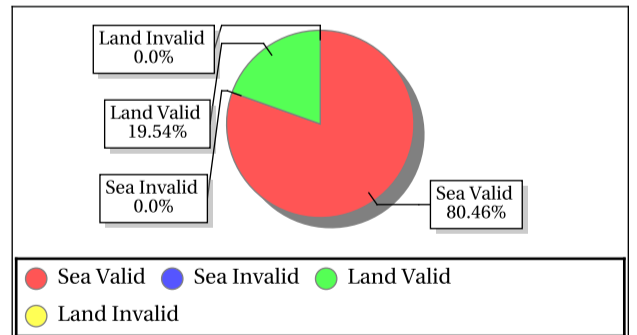 Land Invalid
0.0%
Land Valid
19.54%
Sea Invalid
0.0%
Sea Valid
80.46%
Sea Valid Sea Invalid Land Valid
Land Invalid